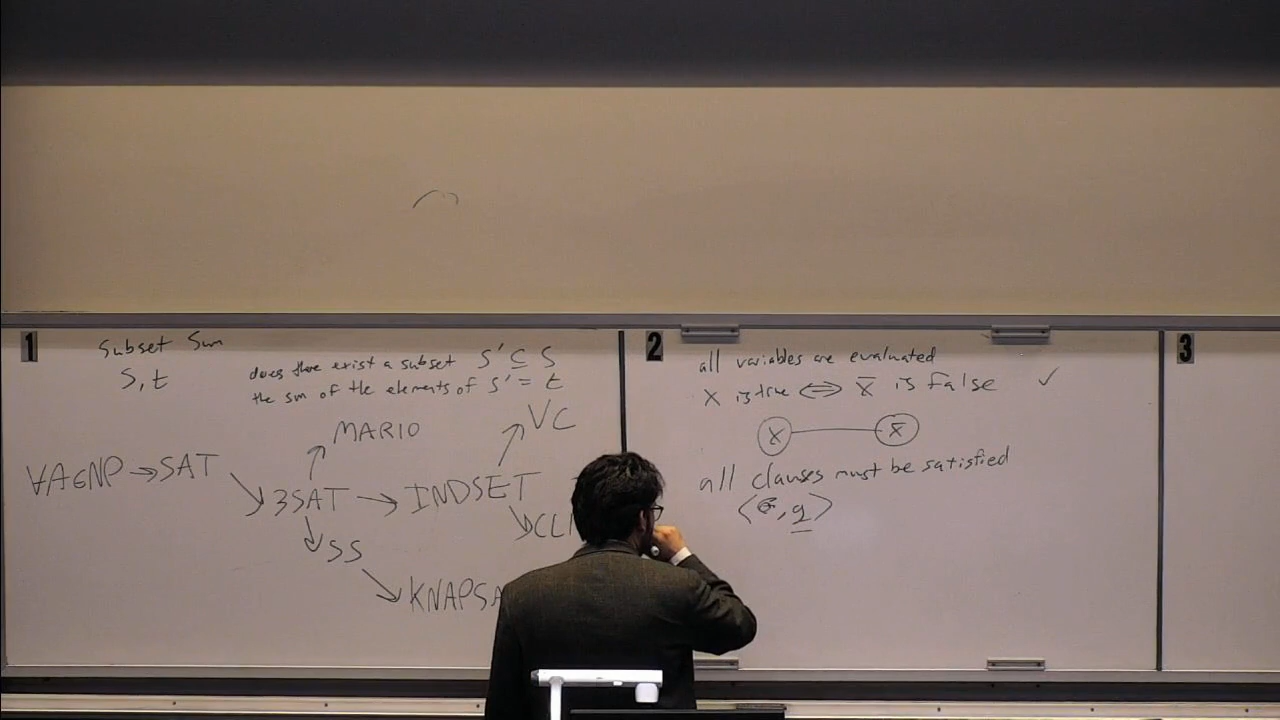 1
Subset Sum
S, t
does there exist a subset S' ⊆ S
the sum of the elements of S' = t
MARIO
VC
∀A∈NP → SAT
3SAT → INDSET
CLI
SS
KNAPSA
2
all variables are evaluated
X is true ⟺ X̄ is false ✓
X X̄
all clauses must be satisfied
⟨G, g⟩
3